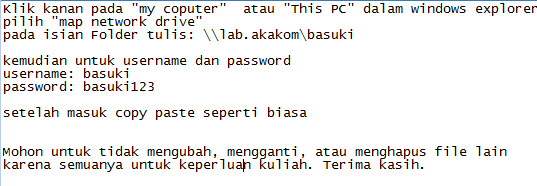 Klik kanan pada "my coputer"  atau "This PC" dalam windows explorer
pilih "map network drive"
pada isian Folder tulis: \\lab.akakom\basuki
kemudian untuk username dan password
username: basuki
password: basuki123
setelah masuk copy paste seperti biasa
Mohon untuk tidak mengubah, mengganti, atau menghapus file lain
karena semuanya untuk keperluan kuliah. Terima kasih.